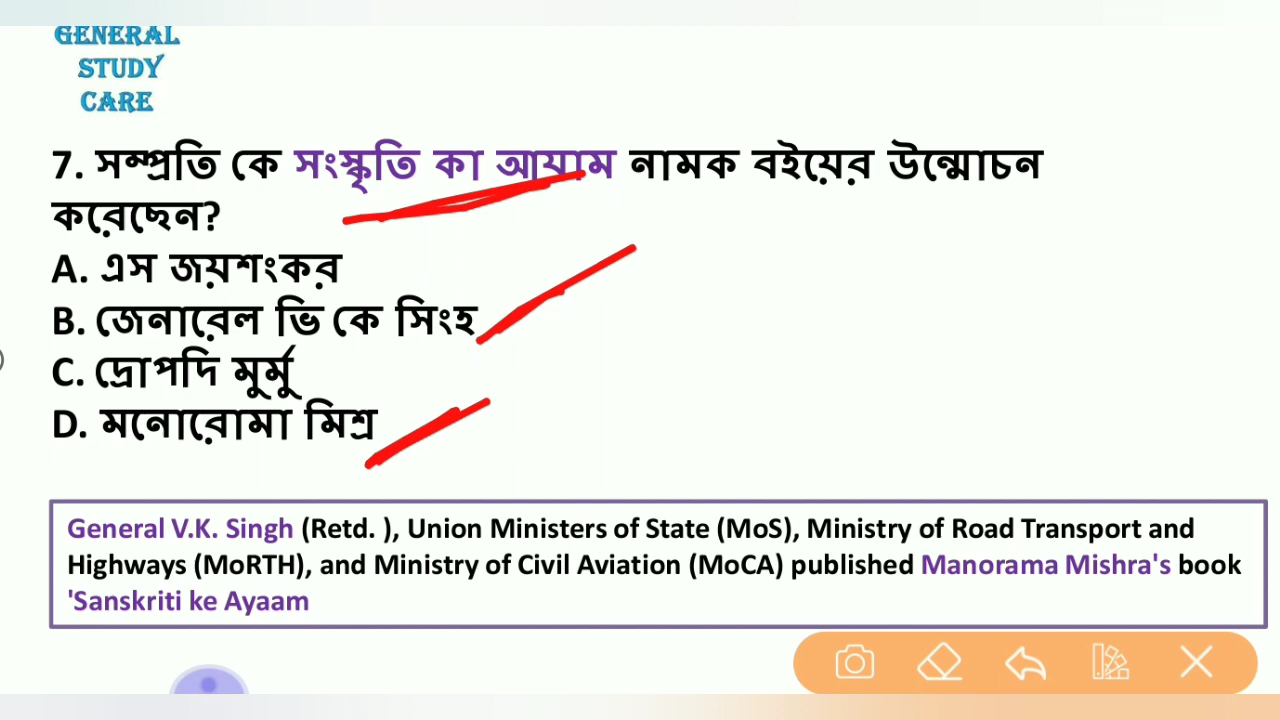 GENERAL
STUDY
CARE
7. সম্প্রতি কে সংস্কৃতি কা আযাম নামক বইয়ের উন্মোচন
করেছেন?
A. এস জয়শংকর
B. জেনারেল ভি কে সিংহ
C. দ্রোপদি মুর্মু
D. মনোরোমা মিশ্র
General V.K. Singh (Retd. ), Union Ministers of State (MoS), Ministry of Road Transport and
Highways (MoRTH), and Ministry of Civil Aviation (MoCA) published Manorama Mishra's book
'Sanskriti ke Ayaam